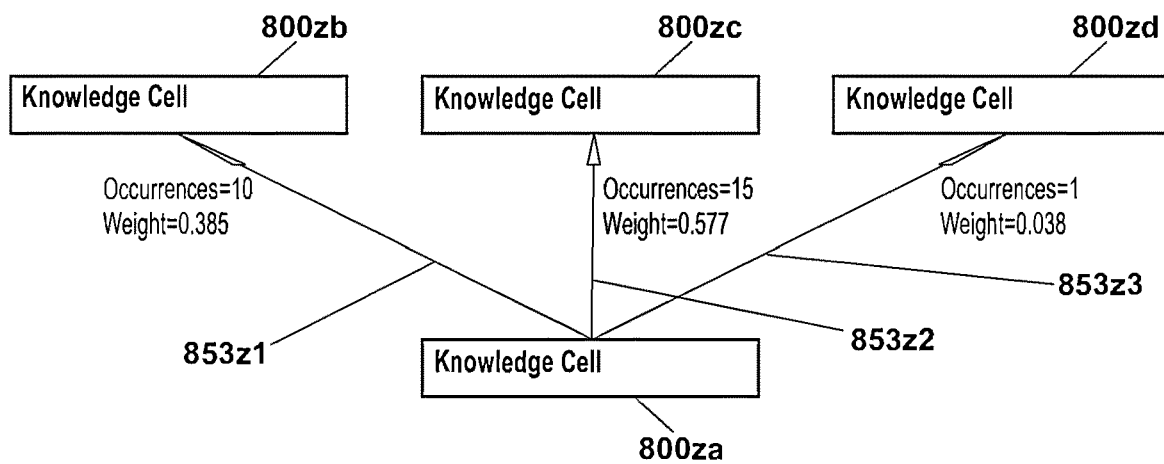 800zb
800zc
800zd
Knowledge Cell
Knowledge Cell
Knowledge Cell
Occurrences=10
Weight=0.385
Occurrences=15
Weight=0.577
Occurrences=1
Weight=0.038
853z3
853z2
853z1
Knowledge Cell
800za